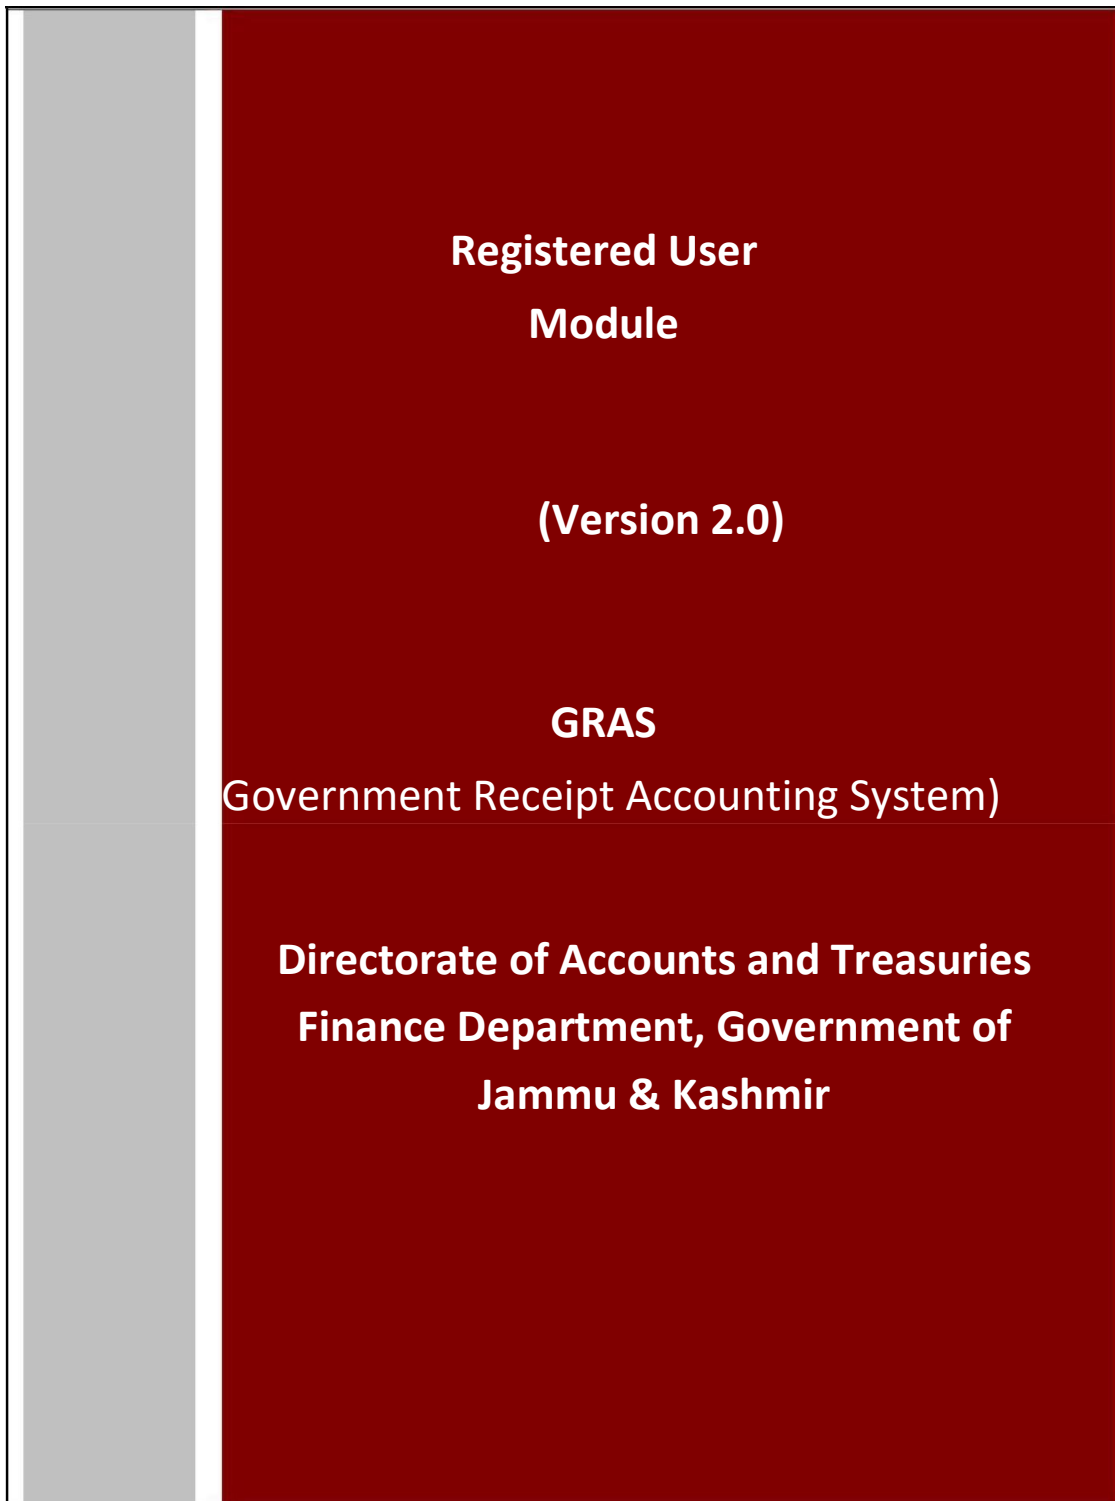 Registered User
Module
(Version 2.0)
GRAS
Government Receipt Accounting System)
Directorate of Accounts and Treasuries
Finance Department, Government of
Jammu & Kashmir